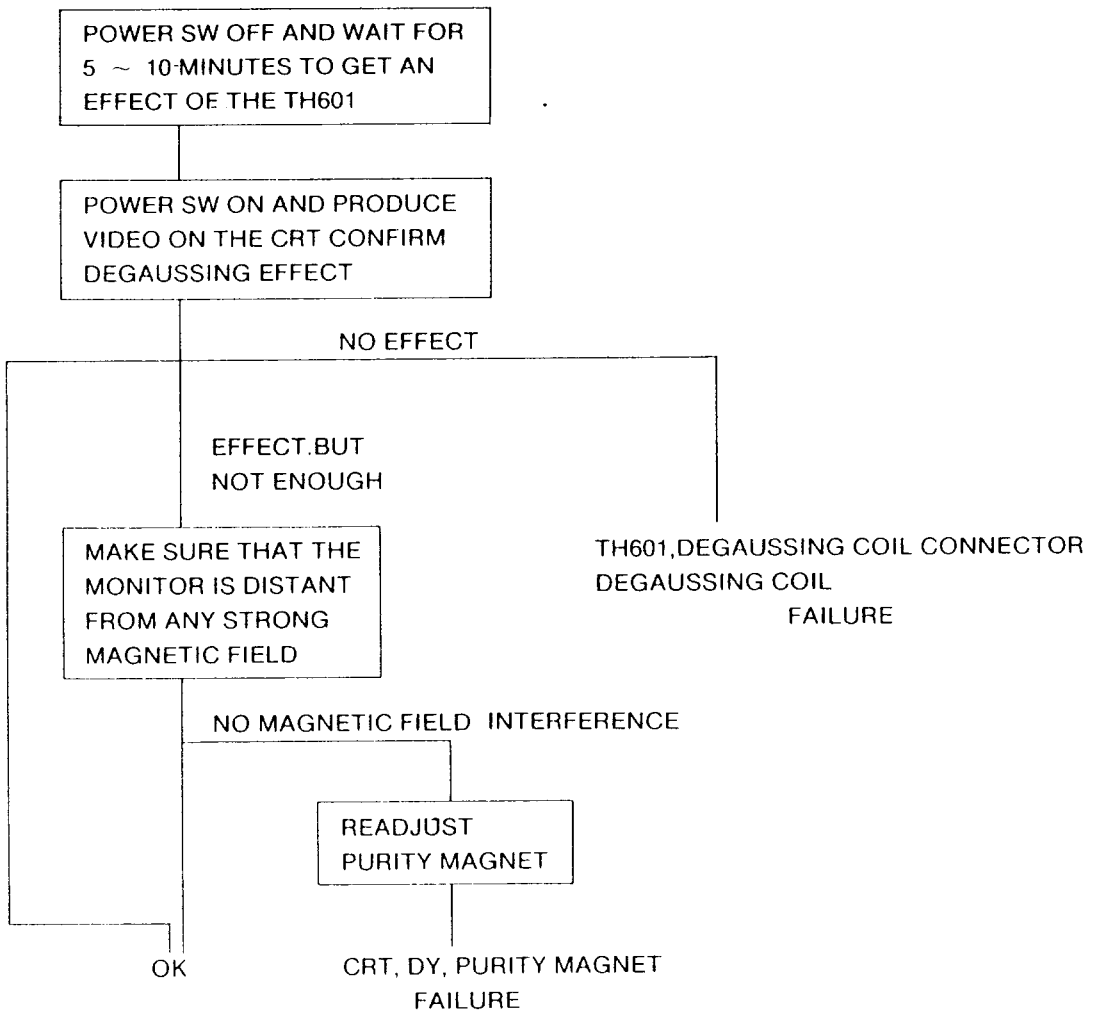 POWER SW OFF AND WAIT FOR
5 ~ 10-MINUTES TO GET AN
EFFECT OF THE TH601
POWER SW ON AND PRODUCE
VIDEO ON THE CRT CONFIRM
DEGAUSSING EFFECT
NO EFFECT
EFFECT.BUT
NOT ENOUGH
MAKE SURE THAT THE
MONITOR IS DISTANT
FROM ANY STRONG
MAGNETIC FIELD
TH601,DEGAUSSING COIL CONNECTOR
DEGAUSSING COIL
FAILURE
NO MAGNETIC FIELD INTERFERENCE
READJUST
PURITY MAGNET
OK
CRT, DY, PURITY MAGNET
FAILURE